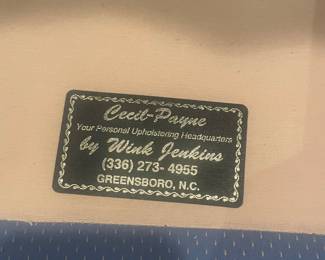 Cecil-Payne
Your Personal Upholstering Headquarters
by Wink Jenkins
(336) 273-4955
GREENSBORO, N.C.